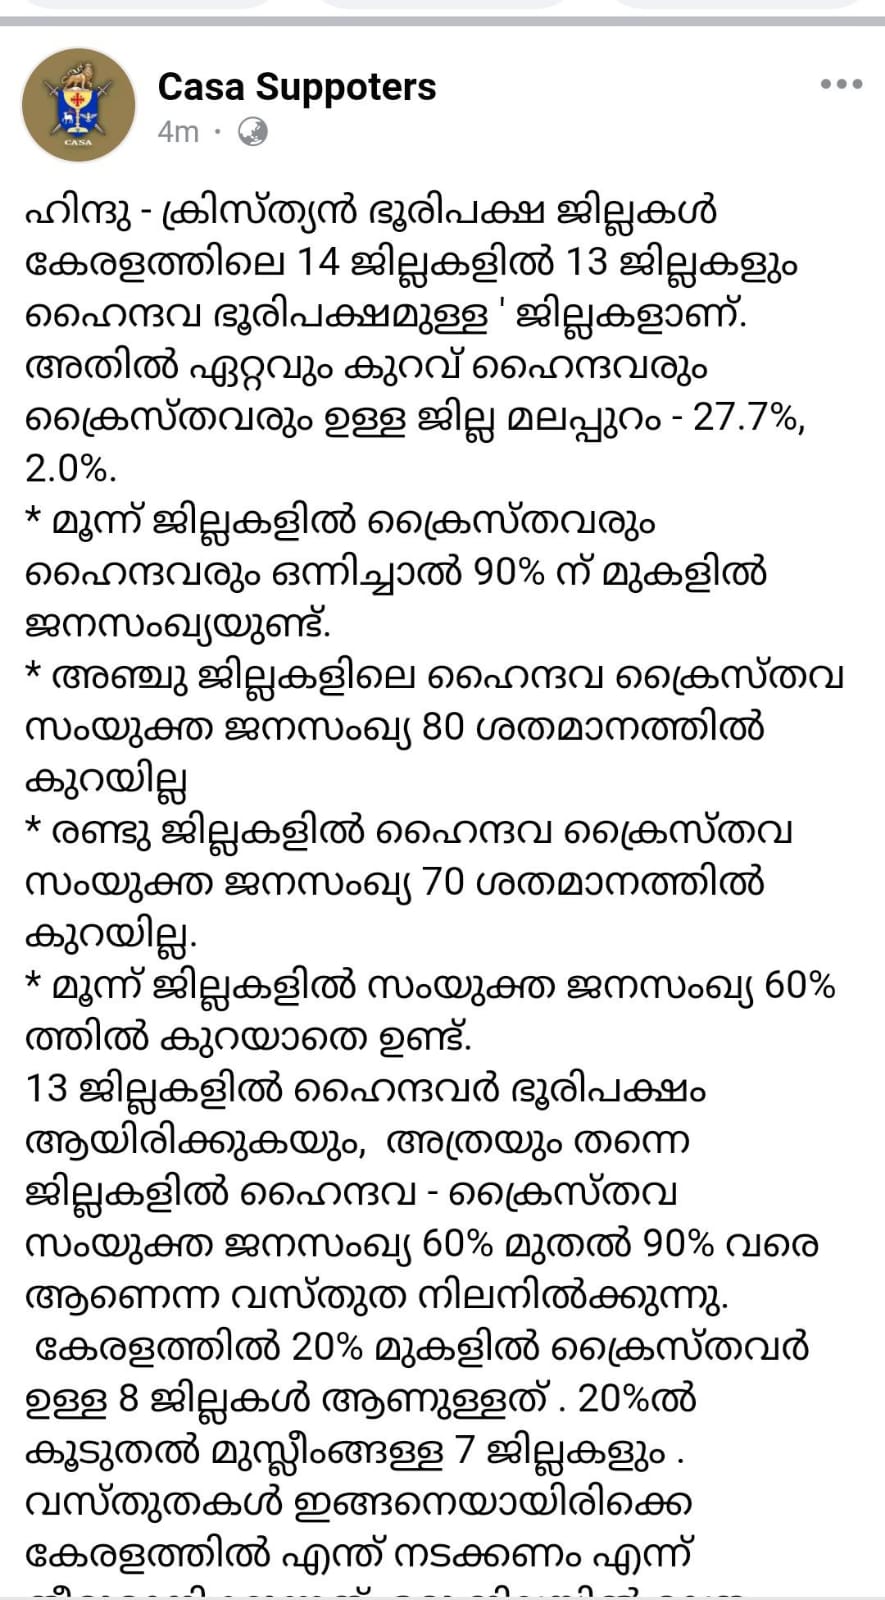 Casa Suppoters
4m ·
CASA
ഹിന്ദു - ക്രിസ്ത്യൻ ഭൂരിപക്ഷ ജില്ലകൾ
കേരളത്തിലെ 14 ജില്ലകളിൽ 13 ജില്ലകളും
ഹൈന്ദവ ഭൂരിപക്ഷമുള്ള ' ജില്ലകളാണ്.
അതിൽ ഏറ്റവും കുറവ് ഹൈന്ദവരും
ക്രൈസ്തവരും ഉള്ള ജില്ല മലപ്പുറം - 27.7%,
2.0%.
* മൂന്ന് ജില്ലകളിൽ ക്രൈസ്തവരും
ഹൈന്ദവരും ഒന്നിച്ചാൽ 90% ന് മുകളിൽ
ജനസംഖ്യയുണ്ട്.
* അഞ്ചു ജില്ലകളിലെ ഹൈന്ദവ ക്രൈസ്തവ
സംയുക്ത ജനസംഖ്യ 80 ശതമാനത്തിൽ
കുറയില്ല
* രണ്ടു ജില്ലകളിൽ ഹൈന്ദവ ക്രൈസ്തവ
സംയുക്ത ജനസംഖ്യ 70 ശതമാനത്തിൽ
കുറയില്ല.
* മൂന്ന് ജില്ലകളിൽ സംയുക്ത ജനസംഖ്യ 60%
ത്തിൽ കുറയാതെ ഉണ്ട്.
13 ജില്ലകളിൽ ഹൈന്ദവർ ഭൂരിപക്ഷം
ആയിരിക്കുകയും, അത്രയും തന്നെ
ജില്ലകളിൽ ഹൈന്ദവ - ക്രൈസ്തവ
സംയുക്ത ജനസംഖ്യ 60% മുതൽ 90% വരെ
ആണെന്ന വസ്തുത നിലനിൽക്കുന്നു.
കേരളത്തിൽ 20% മുകളിൽ ക്രൈസ്തവർ
ഉള്ള 8 ജില്ലകൾ ആണുള്ളത് . 20%ൽ
കൂടുതൽ മുസ്ലീംങ്ങള്ള 7 ജില്ലകളും .
വസ്തുതകൾ ഇങ്ങനെയായിരിക്കെ
കേരളത്തിൽ എന്ത് നടക്കണം എന്ന്